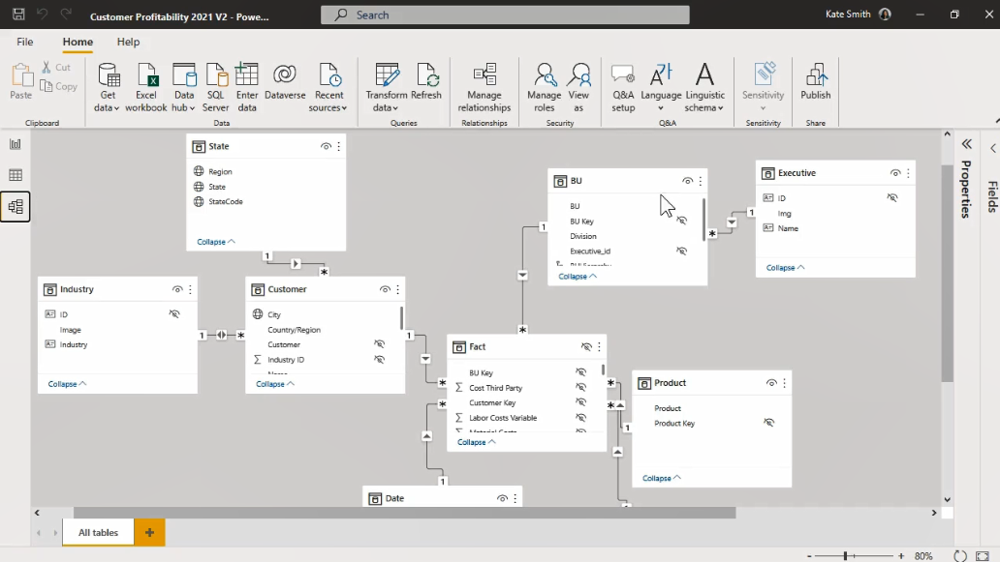 Customer Profitability 2021 V2 - Powe...
Search
Kate Smith
File
Home
Help
Paste
Cut
Copy
Clipboard
Get data
Excel workbook
Data hub
SQL Server
Enter data
Dataverse
Recent sources
Data
Transform data
Refresh
Queries
Manage relationships
Relationships
Manage roles
View as
Security
Q&A setup
Language
Linguistic schema
Q&A
Sensitivity
Sensitivity
Publish
Share
State
Region
State
StateCode
Collapse
BU
BU
BU Key
Division
Executive_id
Collapse
Executive
ID
Img
Name
Collapse
Properties
Fields
1
*
1
*
1
Industry
ID
Image
Industry
Collapse
1
*
Customer
City
Country/Region
Customer
Industry ID
Name
Collapse
1
*
*
*
Fact
BU Key
Cost Third Party
Customer Key
Labor Costs Variable
Material Costs
Collapse
*
*
1
Product
Product
Product Key
Collapse
1
Date
All tables
+
- + 80%